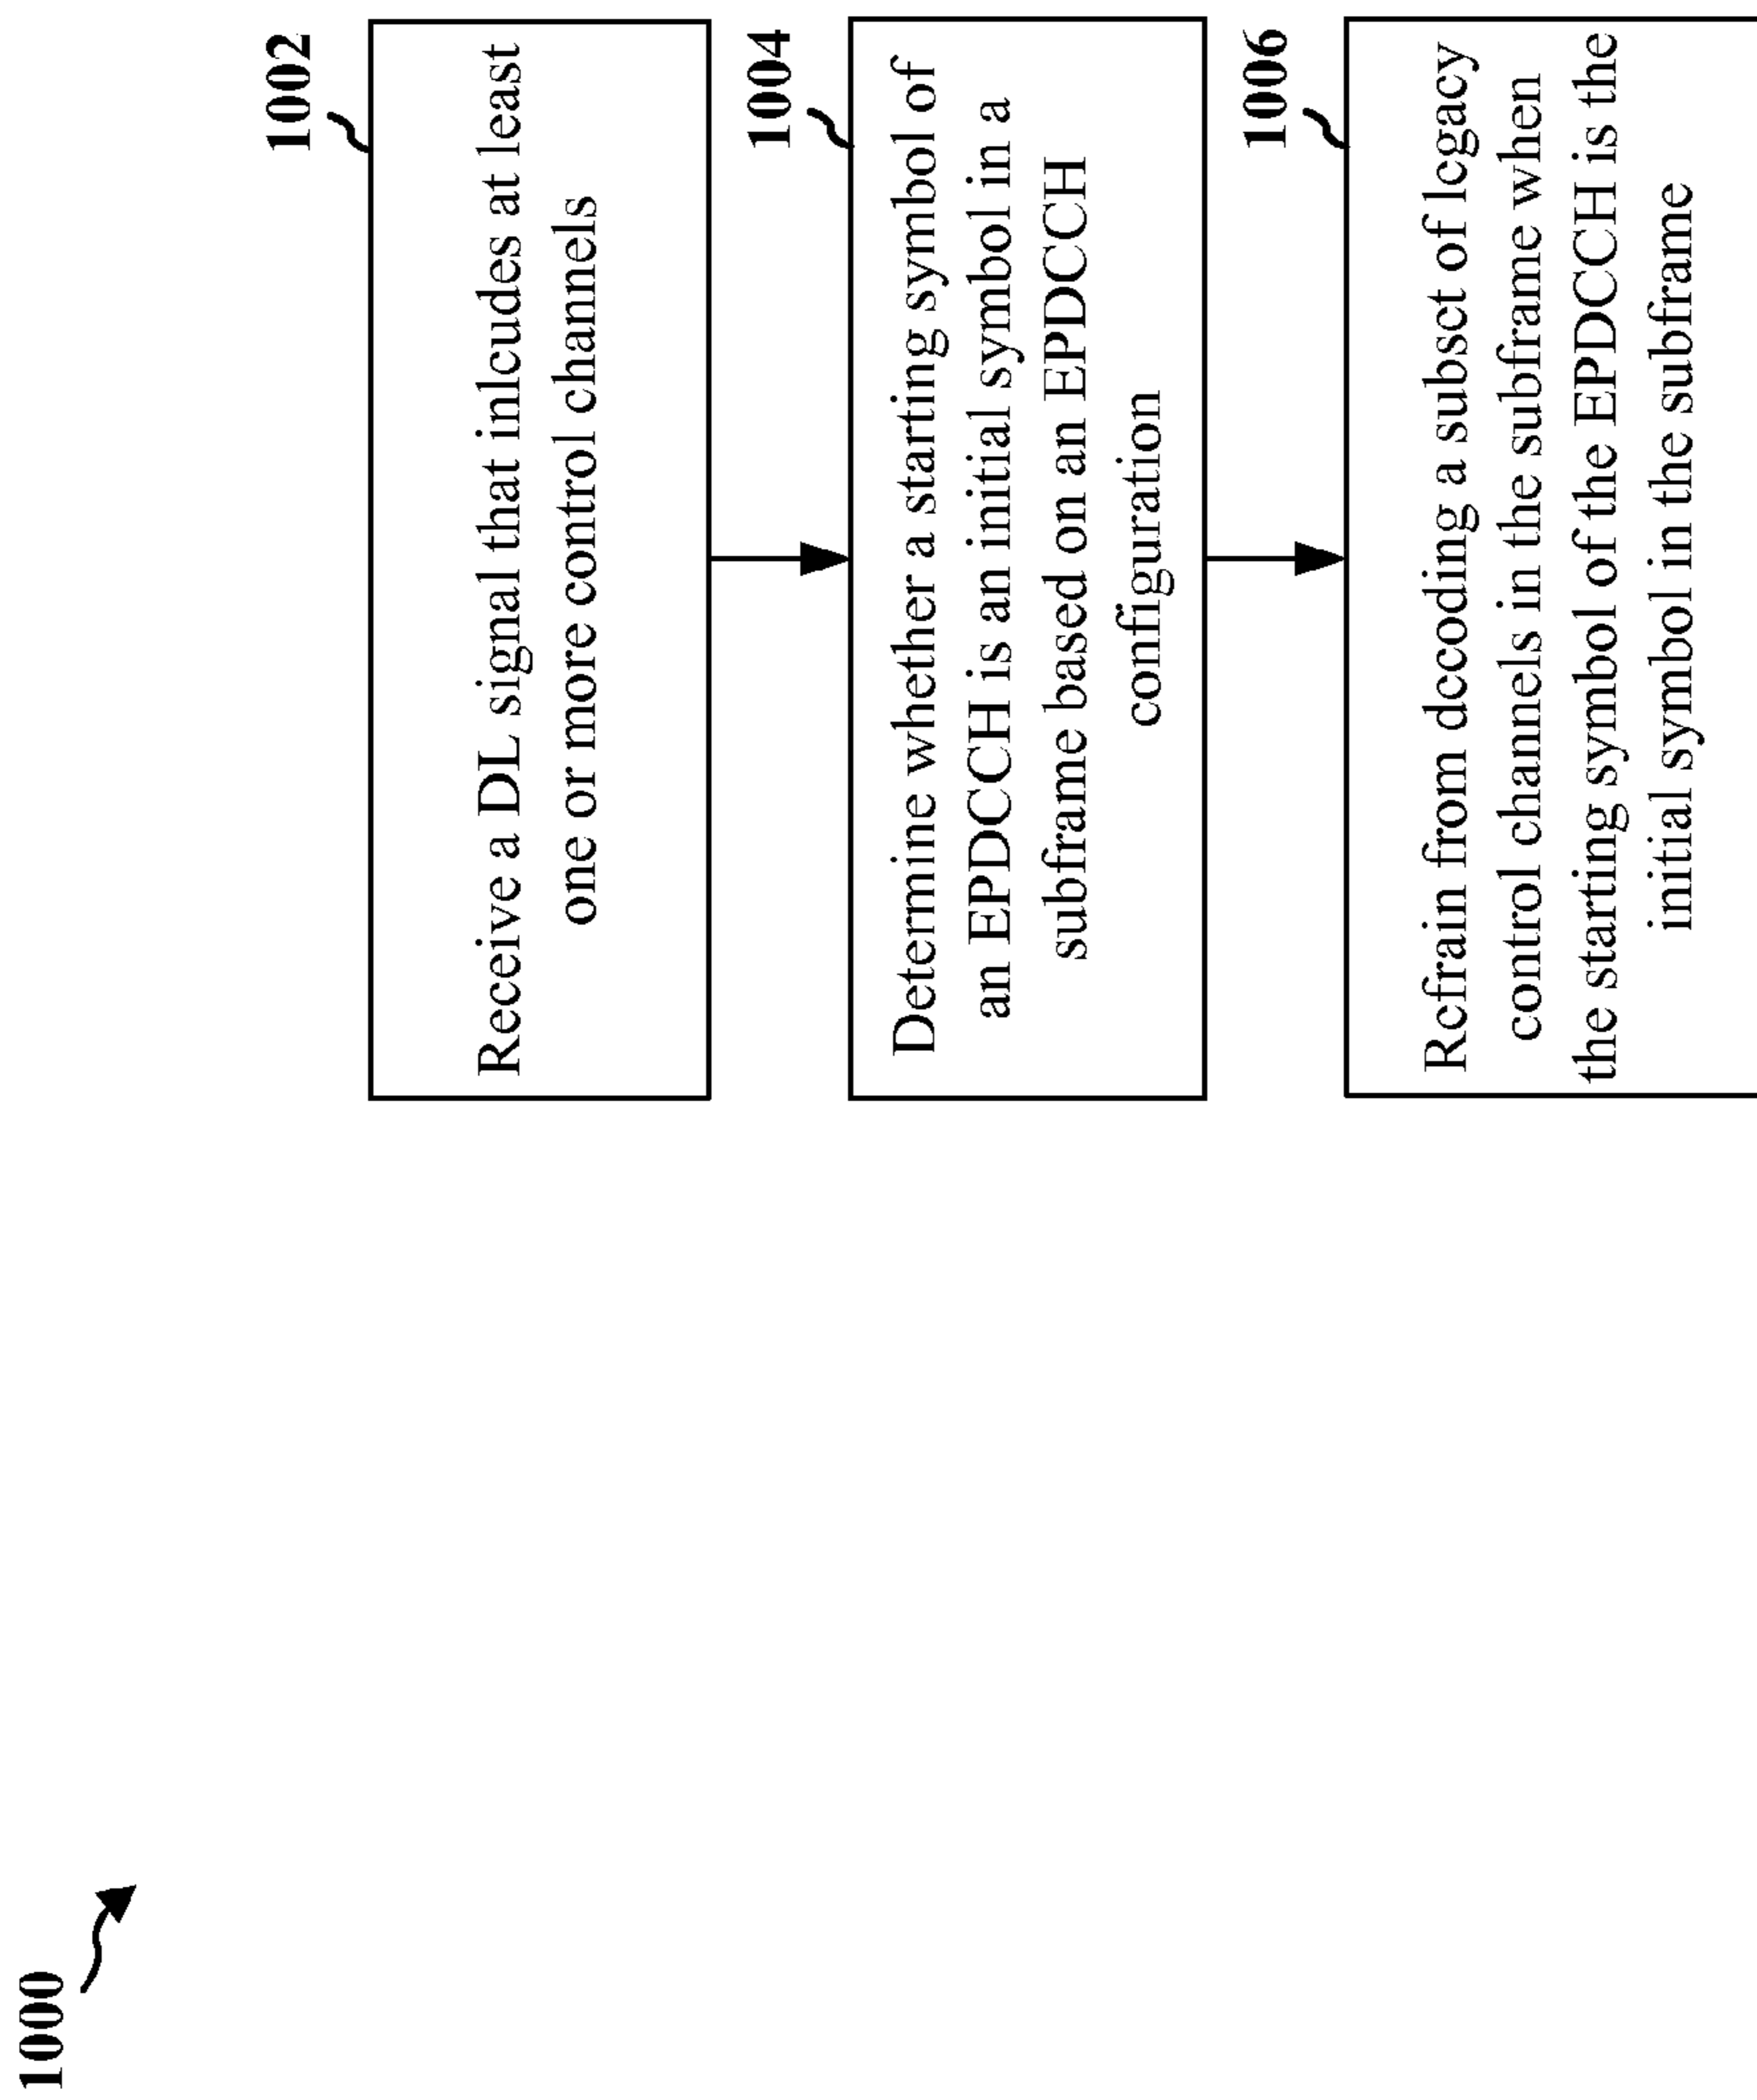 1000
1002
Receive a DL signal that inlcudes at least
one or more control channels
1004
Determine whether a starting symbol of
an EPDCCH is an initial symbol in a
subframe based on an EPDCCH
configuration
1006
Refrain from decoding a subset of legacy
control channels in the subframe when
the starting symbol of the EPDCCH is the
initial symbol in the subframe